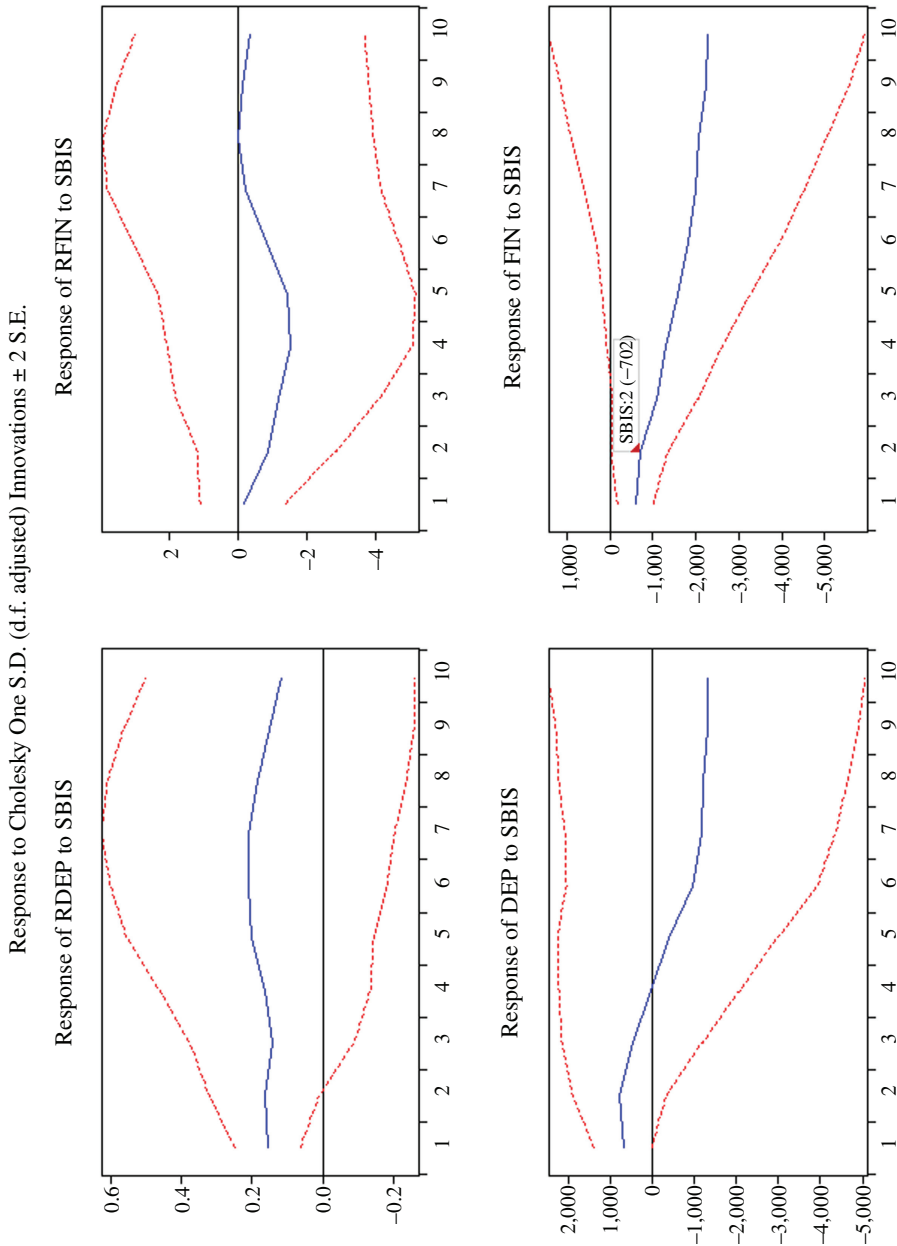 Response to Cholesky One S.D. (d.f. adjusted) Innovations ± 2 S.E.
Response of RDEP to SBIS
0.6
0.4
0.2
0.0
−0.2
1 2 3 4 5 6 7 8 9 10
Response of RFIN to SBIS
2
0
−2
−4
1 2 3 4 5 6 7 8 9 10
Response of DEP to SBIS
2,000
1,000
0
−1,000
−2,000
−3,000
−4,000
−5,000
1 2 3 4 5 6 7 8 9 10
Response of FIN to SBIS
1,000
0
−1,000
−2,000
−3,000
−4,000
−5,000
SBIS:2 (−702)
1 2 3 4 5 6 7 8 9 10